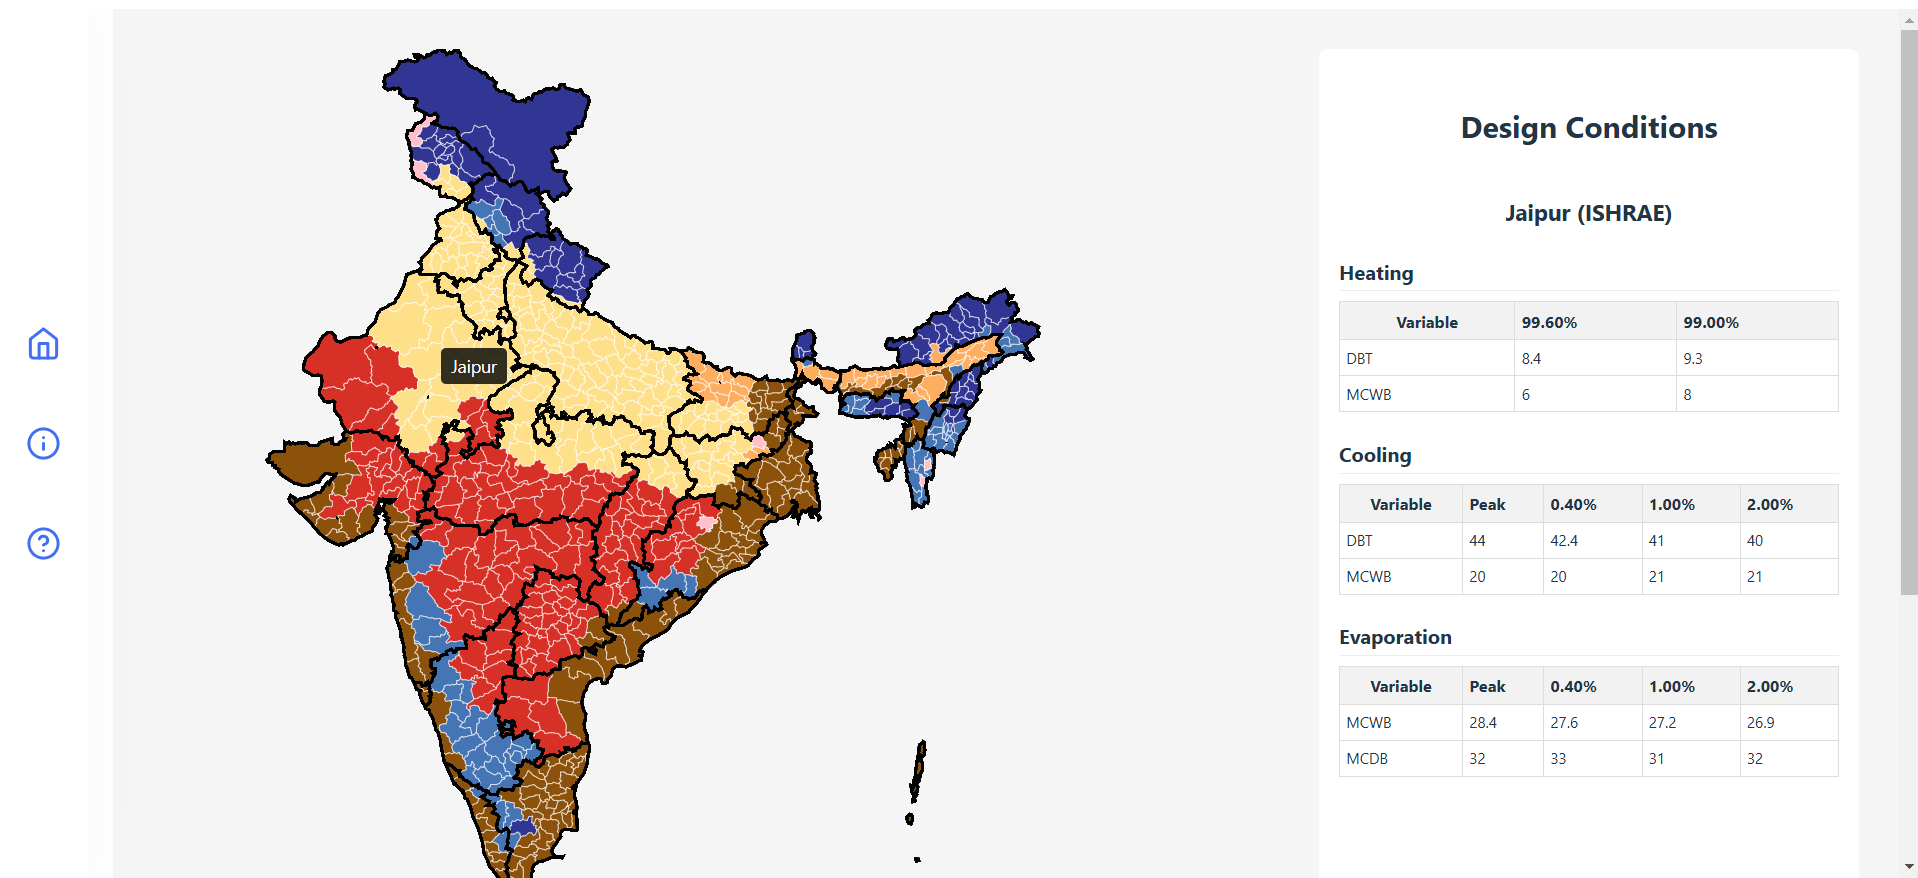 Jaipur
Design Conditions
Jaipur (ISHRAE)
Heating
Variable 99.60% 99.00%
DBT 8.4 9.3
MCWB 6 8
Cooling
Variable Peak 0.40% 1.00% 2.00%
DBT 44 42.4 41 40
MCWB 20 20 21 21
Evaporation
Variable Peak 0.40% 1.00% 2.00%
MCWB 28.4 27.6 27.2 26.9
MCDB 32 33 31 32